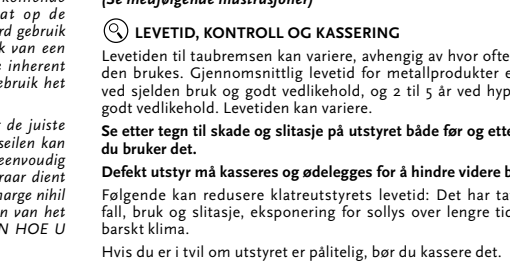 at op de
rd gebruik
k van een
inherent
ebruik het
de juiste
seilen kan
eenvoudig
raar dient
marge nihil
n van het
N HOE U
(Se medfølgende illustrasjoner)
LEVETID, KONTROLL OG KASSERING
Levetiden til taubremsen kan variere, avhengig av hvor ofte
den brukes. Gjennomsnittlig levetid for metallprodukter e
ved sjelden bruk og godt vedlikehold, og 2 til 5 år ved hyp
godt vedlikehold. Levetiden kan variere.
Se etter tegn til skade og slitasje på utstyret både før og ette
du bruker det.
Defekt utstyr må kasseres og ødelegges for å hindre videre b
Følgende kan redusere klatreutstyrets levetid: Det har ta
fall, bruk og slitasje, eksponering for sollys over lengre tid
barskt klima.
Hvis du er i tvil om utstyret er pålitelig, bør du kassere det.